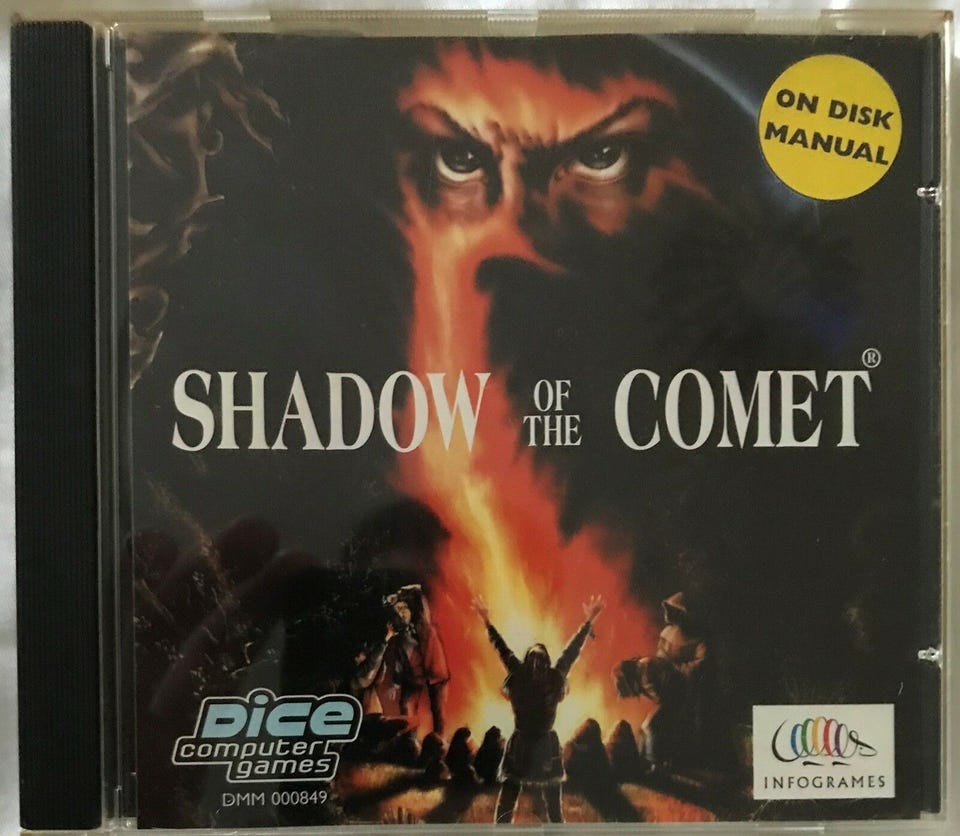 ON DISK
MANUAL
®
SHADOW OF THE COMET
DICE
computer
games
DMM 000849
INFOGRAMES